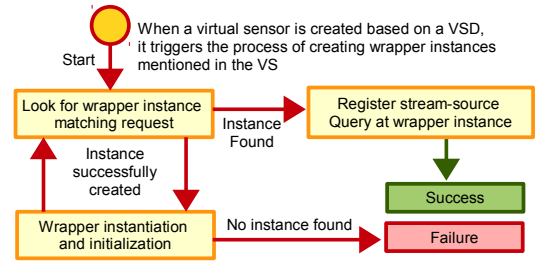 When a virtual sensor is created based on a VSD,
it triggers the process of creating wrapper instances
mentioned in the VS
Start
Look for wrapper instance
matching request
Instance
Found
Register stream-source
Query at wrapper instance
Instance
successfully
created
Success
Wrapper instantiation
and initialization
No instance found
Failure